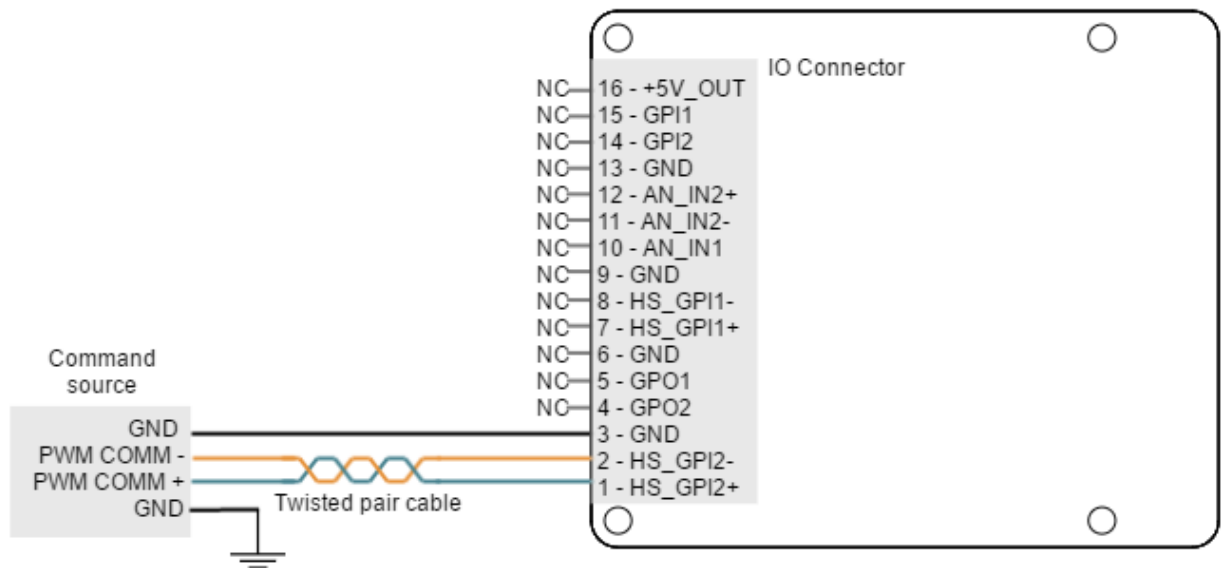 IO Connector
NC 16 - +5V_OUT
NC 15 - GPI1
NC 14 - GPI2
NC 13 - GND
NC 12 - AN_IN2+
NC 11 - AN_IN2-
NC 10 - AN_IN1
NC 9 - GND
NC 8 - HS_GPI1-
NC 7 - HS_GPI1+
NC 6 - GND
NC 5 - GPO1
NC 4 - GPO2
3 - GND
2 - HS_GPI2-
1 - HS_GPI2+
Command
source
GND
PWM COMM -
PWM COMM +
GND
Twisted pair cable